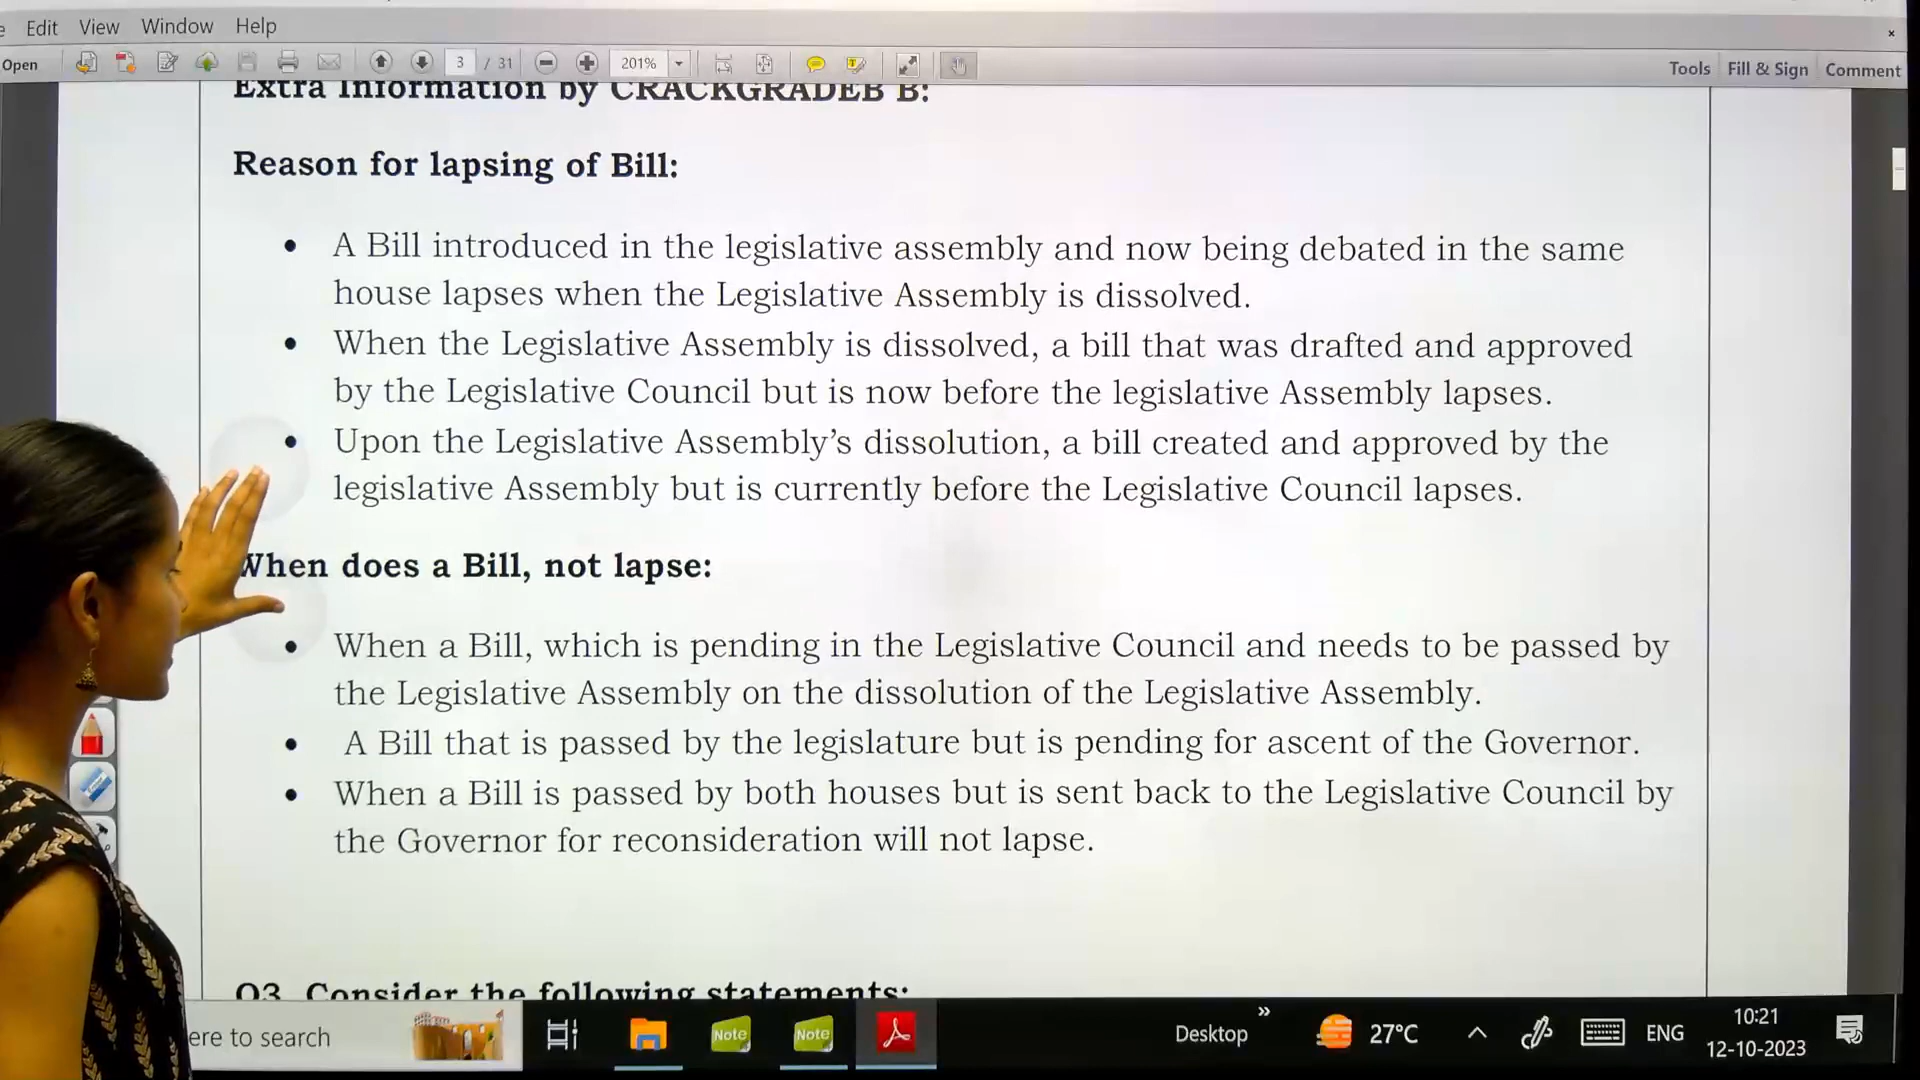 Edit View Window Help
Open 3 / 31 201% Tools Fill & Sign Comment
Extra Information by CRACKGRADEB B:
Reason for lapsing of Bill:
• A Bill introduced in the legislative assembly and now being debated in the same
house lapses when the Legislative Assembly is dissolved.
• When the Legislative Assembly is dissolved, a bill that was drafted and approved
by the Legislative Council but is now before the legislative Assembly lapses.
• Upon the Legislative Assembly’s dissolution, a bill created and approved by the
legislative Assembly but is currently before the Legislative Council lapses.
When does a Bill, not lapse:
• When a Bill, which is pending in the Legislative Council and needs to be passed by
the Legislative Assembly on the dissolution of the Legislative Assembly.
• A Bill that is passed by the legislature but is pending for ascent of the Governor.
• When a Bill is passed by both houses but is sent back to the Legislative Council by
the Governor for reconsideration will not lapse.
Q3. Consider the following statements:
ere to search Note Note Desktop 27°C ENG 10:21
12-10-2023